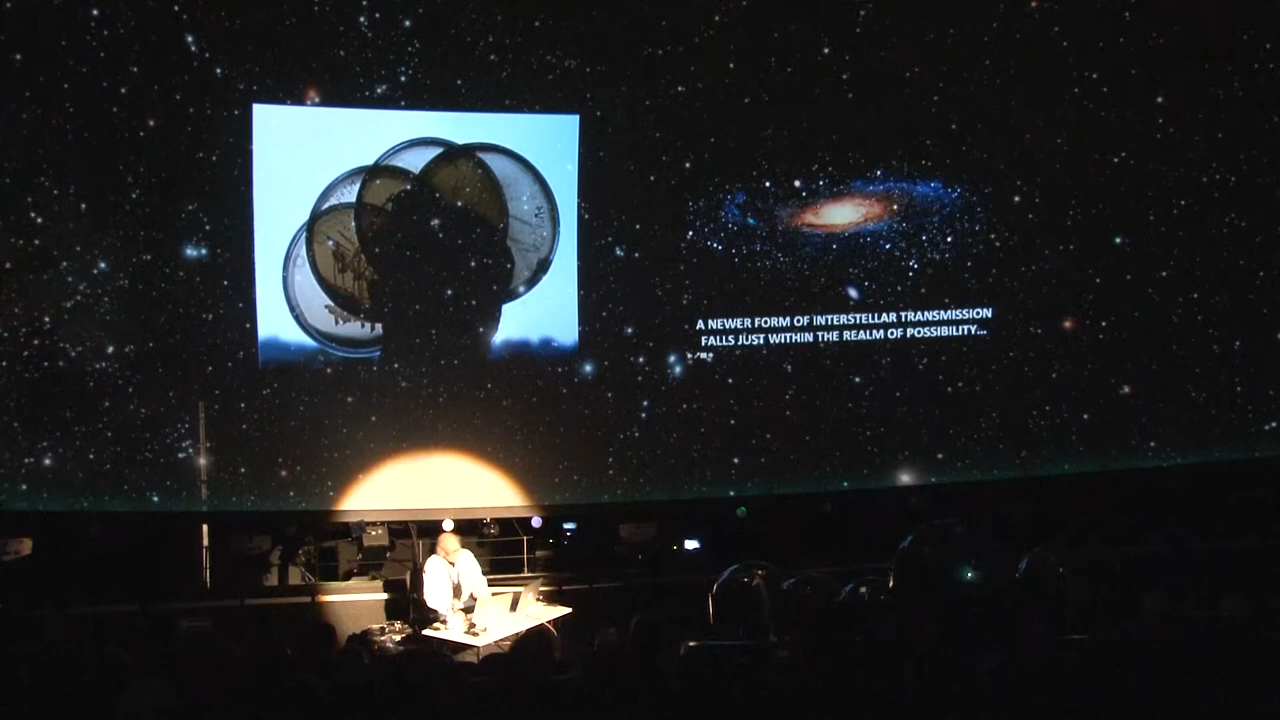 A NEWER FORM OF INTERSTELLAR TRANSMISSION
FALLS JUST WITHIN THE REALM OF POSSIBILITY...